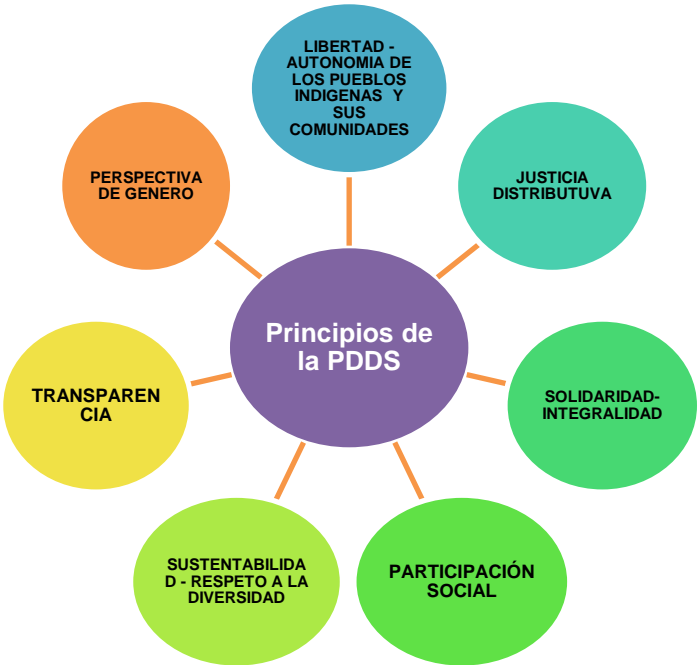 LIBERTAD -
AUTONOMIA DE
LOS PUEBLOS
INDIGENAS Y
SUS
COMUNIDADES
PERSPECTIVA
DE GENERO
JUSTICIA
DISTRIBUTUVA
Principios de
la PDDS
TRANSPAREN
CIA
SOLIDARIDAD-
INTEGRALIDAD
SUSTENTABILIDA
D - RESPETO A LA
DIVERSIDAD
PARTICIPACIÓN
SOCIAL